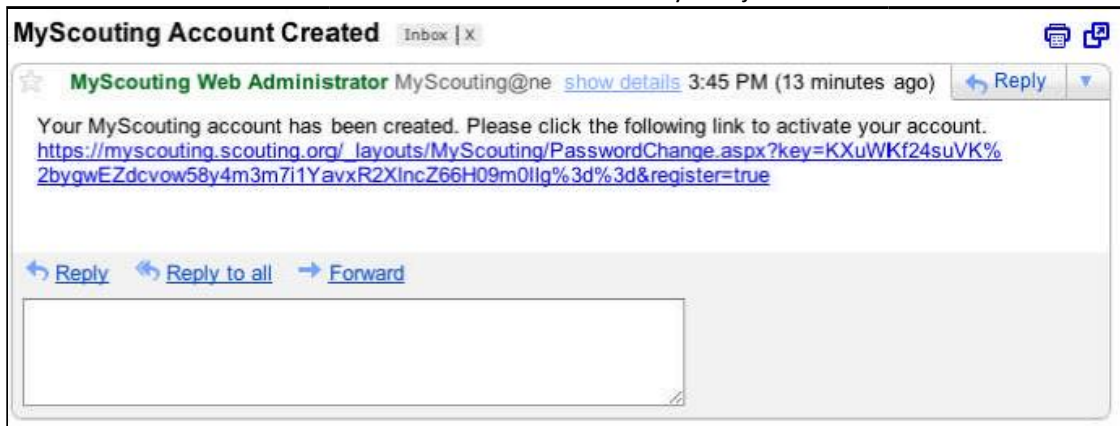 MyScouting Account Created Inbox | X
MyScouting Web Administrator MyScouting@ne show details 3:45 PM (13 minutes ago) Reply
Your MyScouting account has been created. Please click the following link to activate your account.
https://myscouting.scouting.org/_layouts/MyScouting/PasswordChange.aspx?key=KXuWKf24suVK%
2bygwEZdcvow58y4m3m7i1YavxR2XIncZ66H09m0IIg%3d%3d&register=true
Reply Reply to all Forward